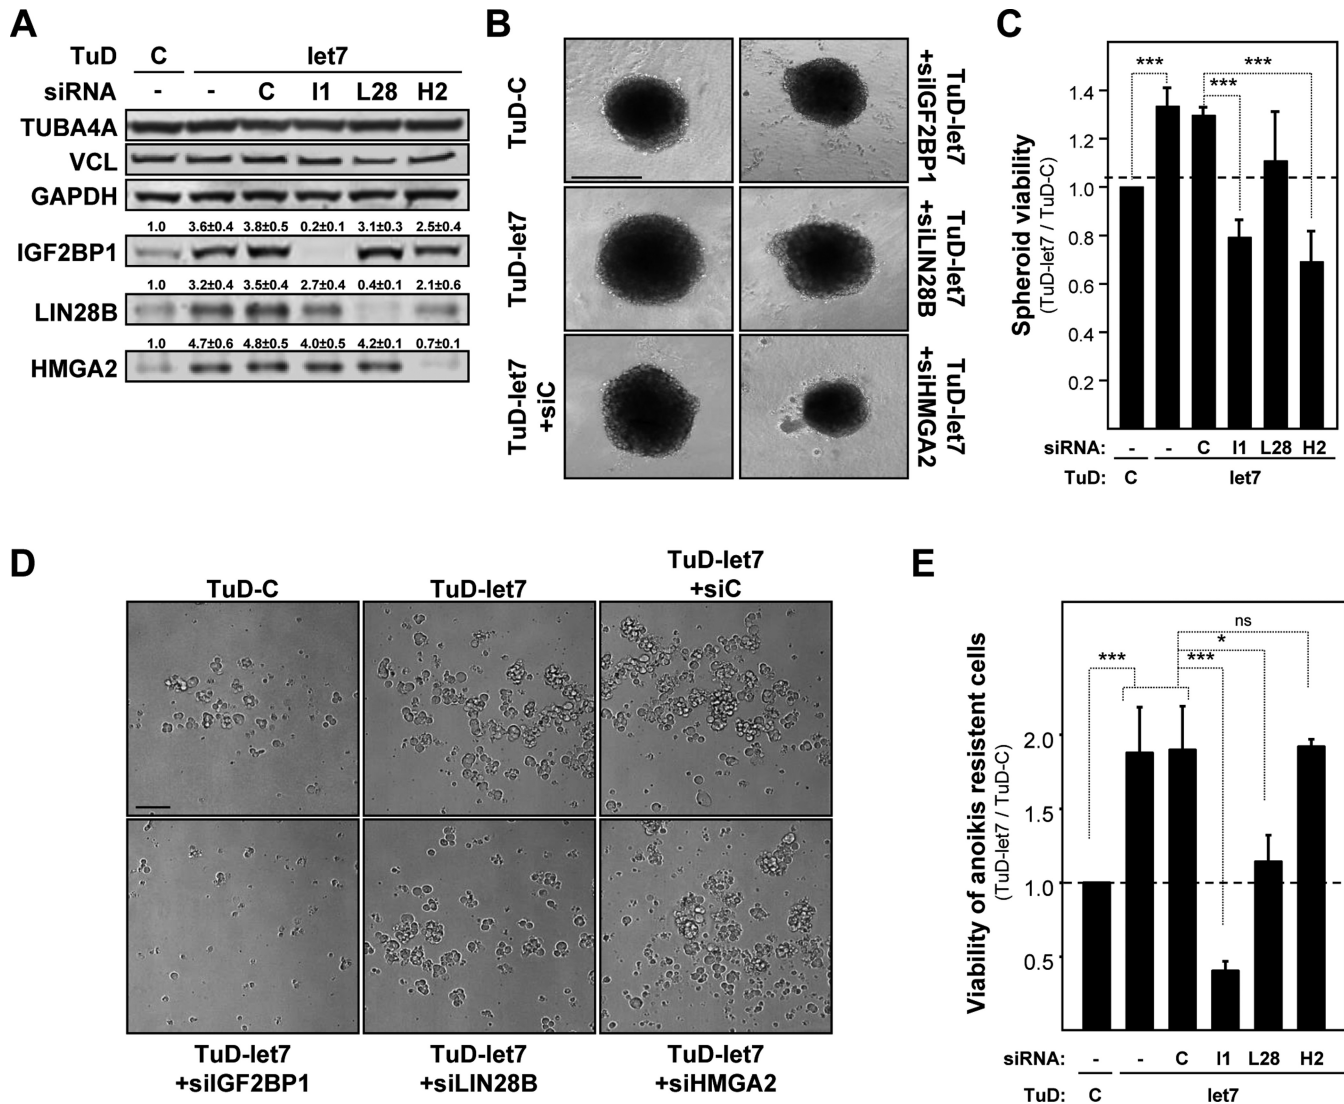 A
TuD C let7
siRNA - - C I1 L28 H2
TUBA4A
VCL
GAPDH
1.0 3.6±0.4 3.8±0.5 0.2±0.1 3.1±0.3 2.5±0.4
IGF2BP1
1.0 3.2±0.4 3.5±0.4 2.7±0.4 0.4±0.1 2.1±0.6
LIN28B
1.0 4.7±0.6 4.8±0.5 4.0±0.5 4.2±0.1 0.7±0.1
HMGA2
B
TuD-C
TuD-let7
+siIGF2BP1
TuD-let7
TuD-let7
+siLIN28B
TuD-let7
+siC
TuD-let7
+siHMGA2
C
Spheroid viability
(TuD-let7 / TuD-C)
1.4
1.2
1.0
0.8
0.6
0.4
0.2
***
***
***
siRNA: - - C I1 L28 H2
TuD: C let7
D
TuD-C
TuD-let7
TuD-let7
+siC
TuD-let7
+siIGF2BP1
TuD-let7
+siLIN28B
TuD-let7
+siHMGA2
E
Viability of anoikis resistent cells
(TuD-let7 / TuD-C)
2.0
1.5
1.0
0.5
ns
*
***
***
siRNA: - - C I1 L28 H2
TuD: C let7